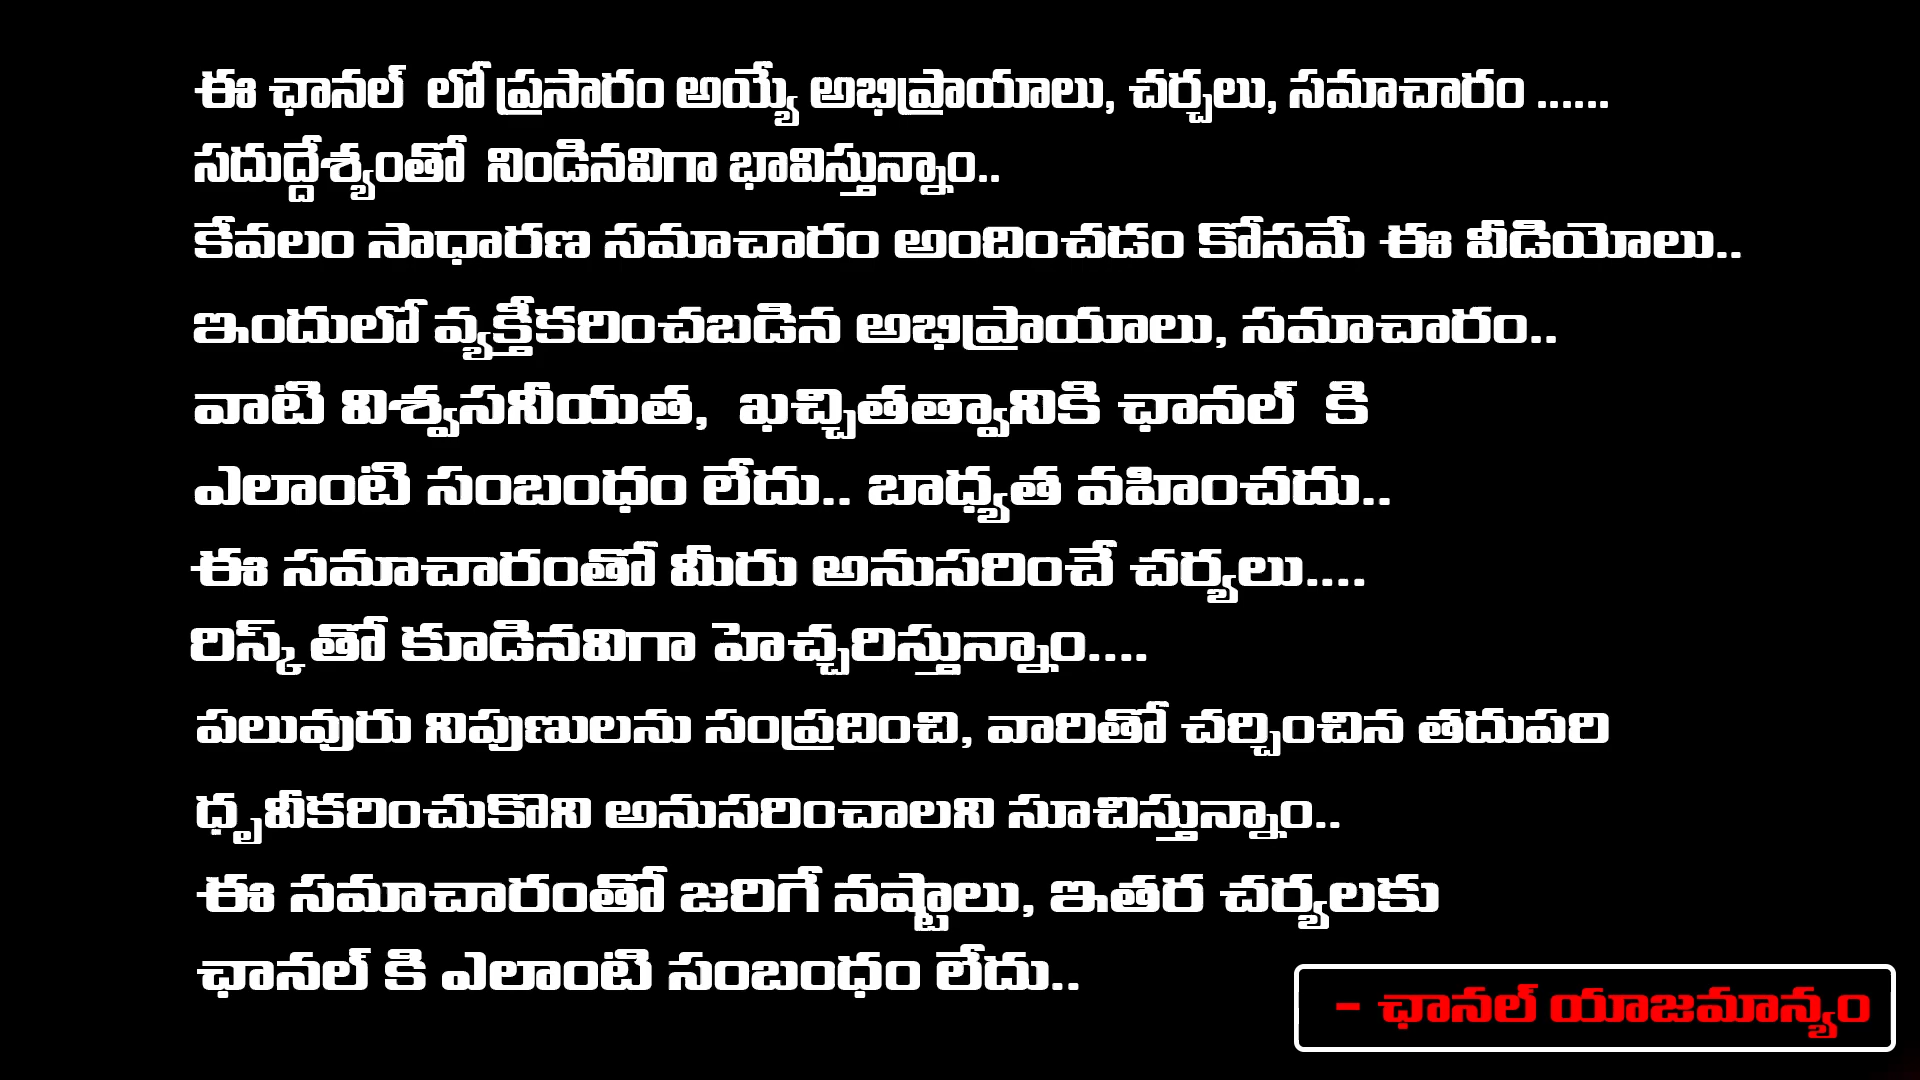 ఈ ఛానల్ లో ప్రసారం అయ్యే అభిప్రాయాలు, చర్చలు, సమాచారం ......
సదుద్దేశ్యంతో నిండినవిగా భావిస్తున్నాం..
కేవలం సాధారణ సమాచారం అందించడం కోసమే ఈ వీడియోలు..
ఇందులో వ్యక్తీకరించబడిన అభిప్రాయాలు, సమాచారం..
వాటి విశ్వసనీయత, ఖచ్చితత్వానికి ఛానల్ కి
ఎలాంటి సంబంధం లేదు.. బాధ్యత వహించదు..
ఈ సమాచారంతో మీరు అనుసరించే చర్యలు....
రిస్క్ తో కూడినవిగా హెచ్చరిస్తున్నాం....
పలువురు నిపుణులను సంప్రదించి, వారితో చర్చించిన తదుపరి
ధృవీకరించుకొని అనుసరించాలని సూచిస్తున్నాం..
ఈ సమాచారంతో జరిగే నష్టాలు, ఇతర చర్యలకు
ఛానల్ కి ఎలాంటి సంబంధం లేదు..
- ఛానల్ యాజమాన్యం